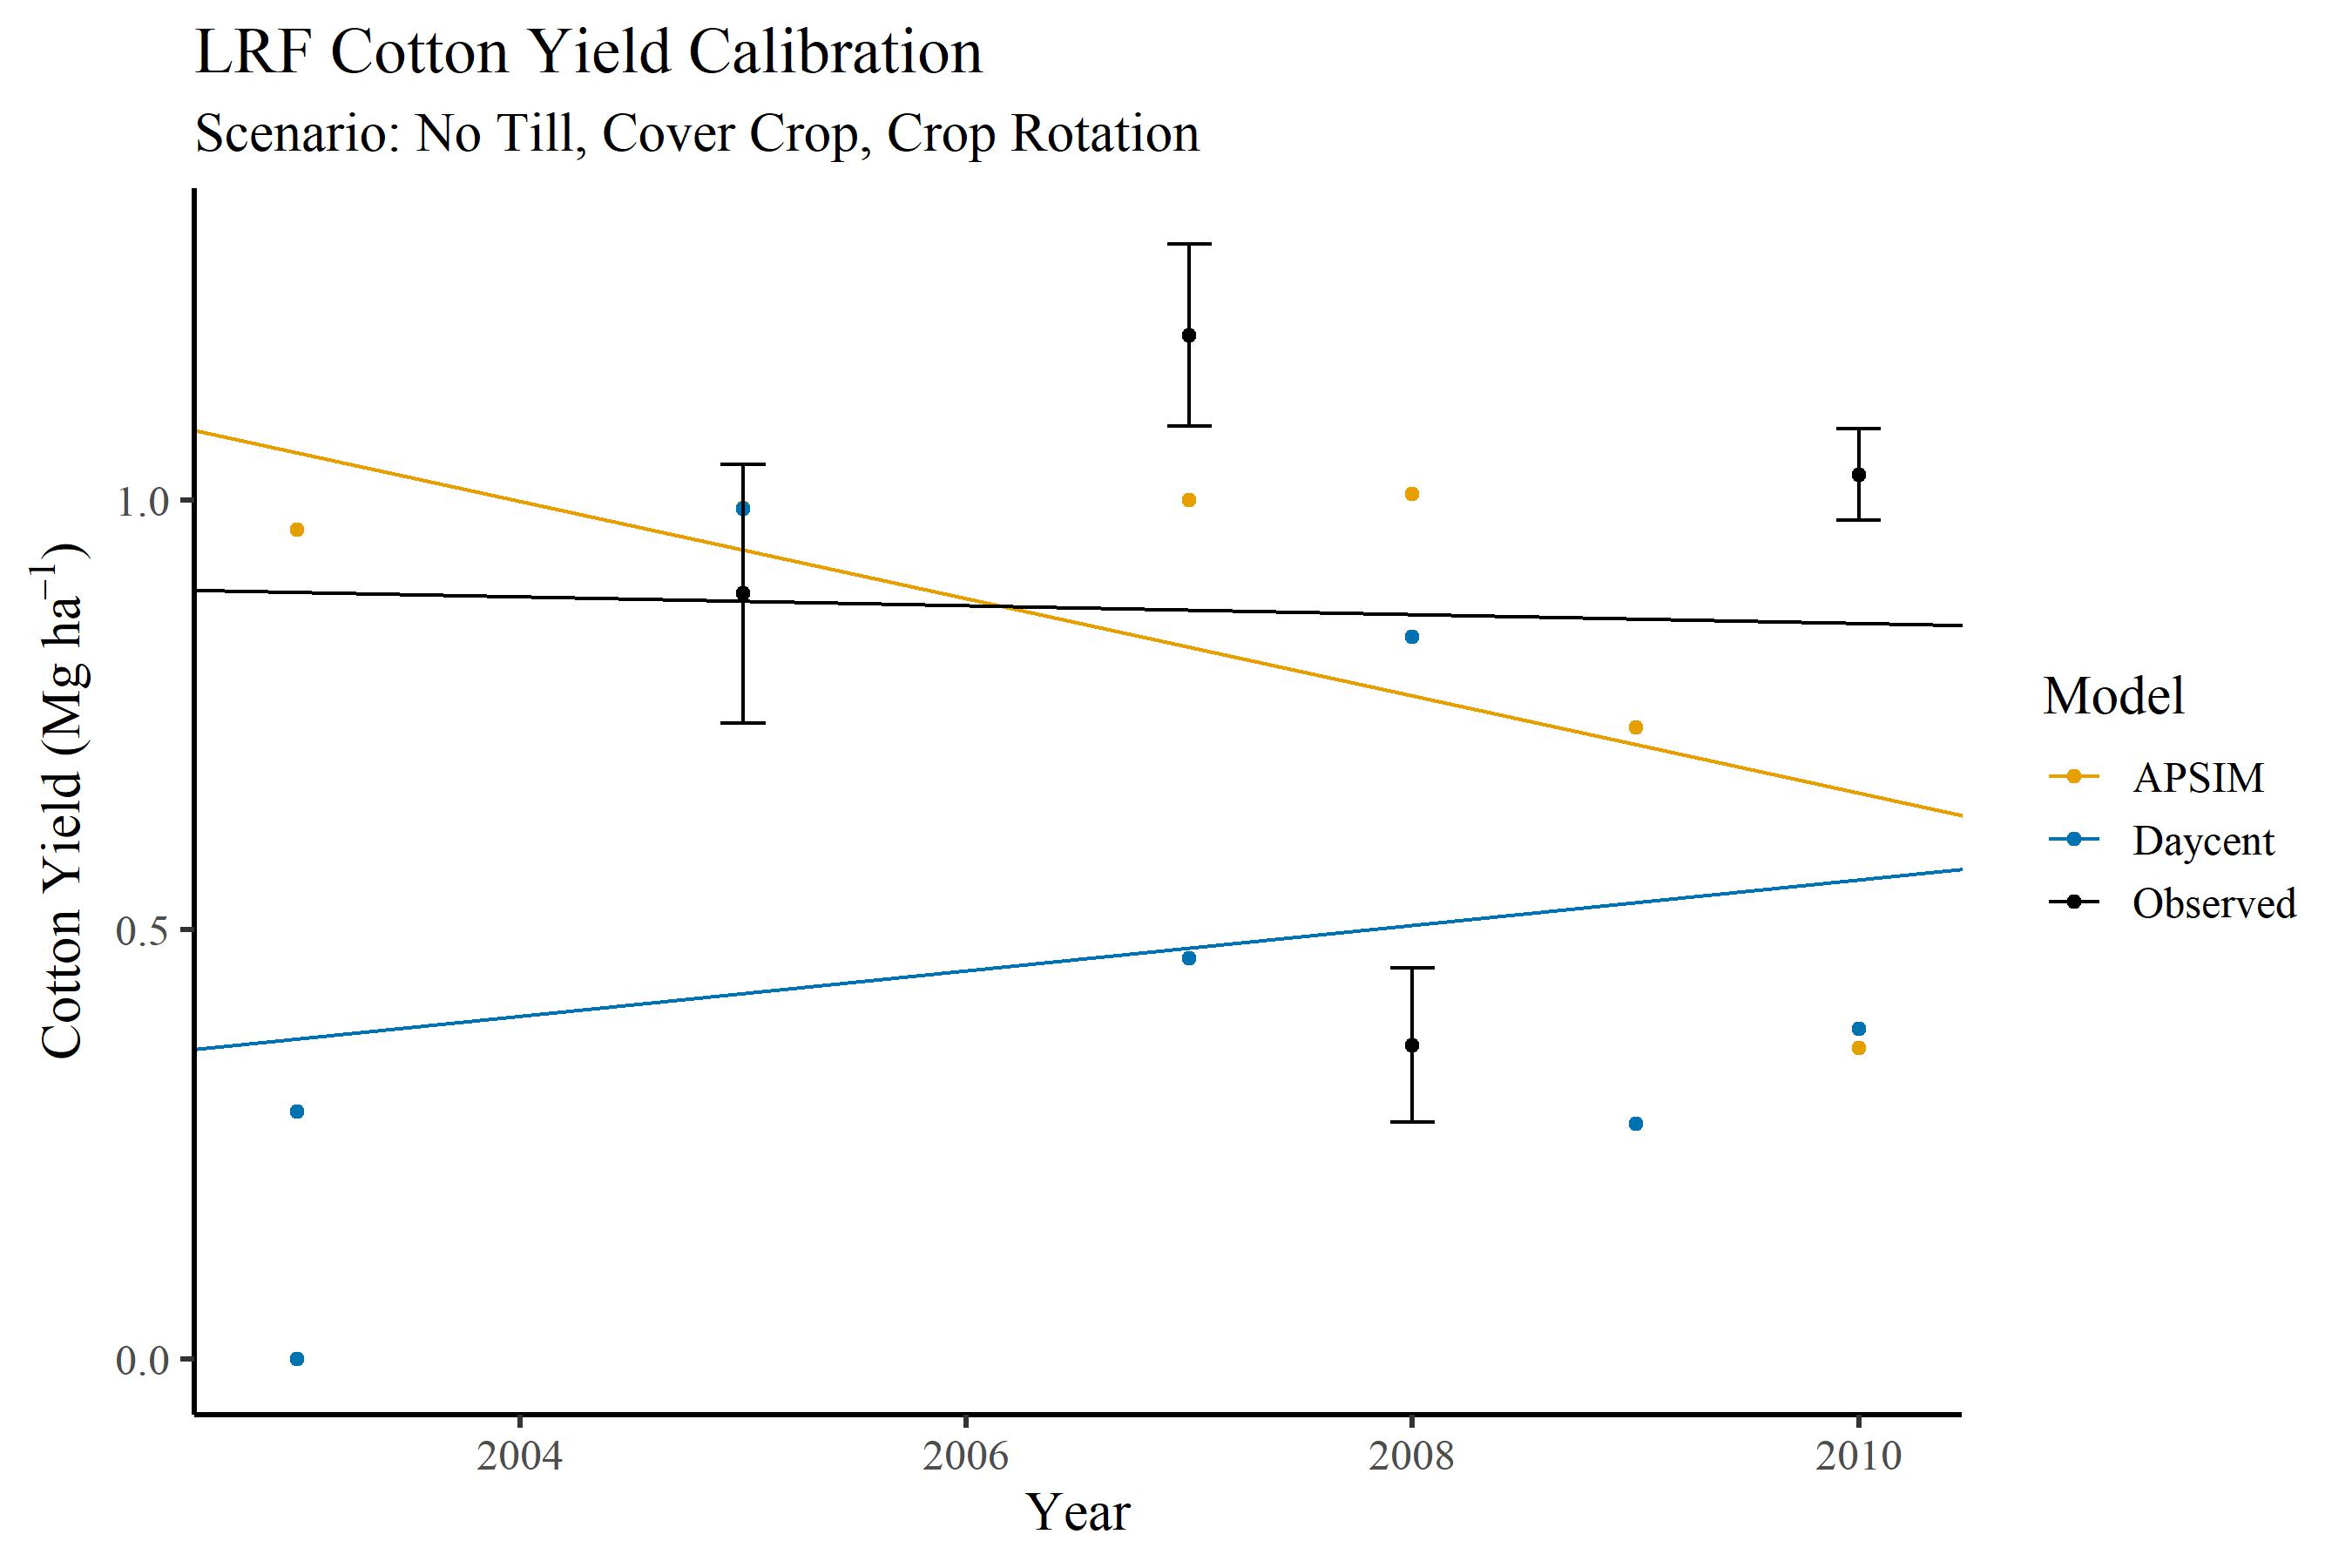 LRF Cotton Yield Calibration
Scenario: No Till, Cover Crop, Crop Rotation
Cotton Yield (Mg ha⁻¹)
1.0
0.5
0.0
2004
2006
2008
2010
Year
Model
APSIM
Daycent
Observed